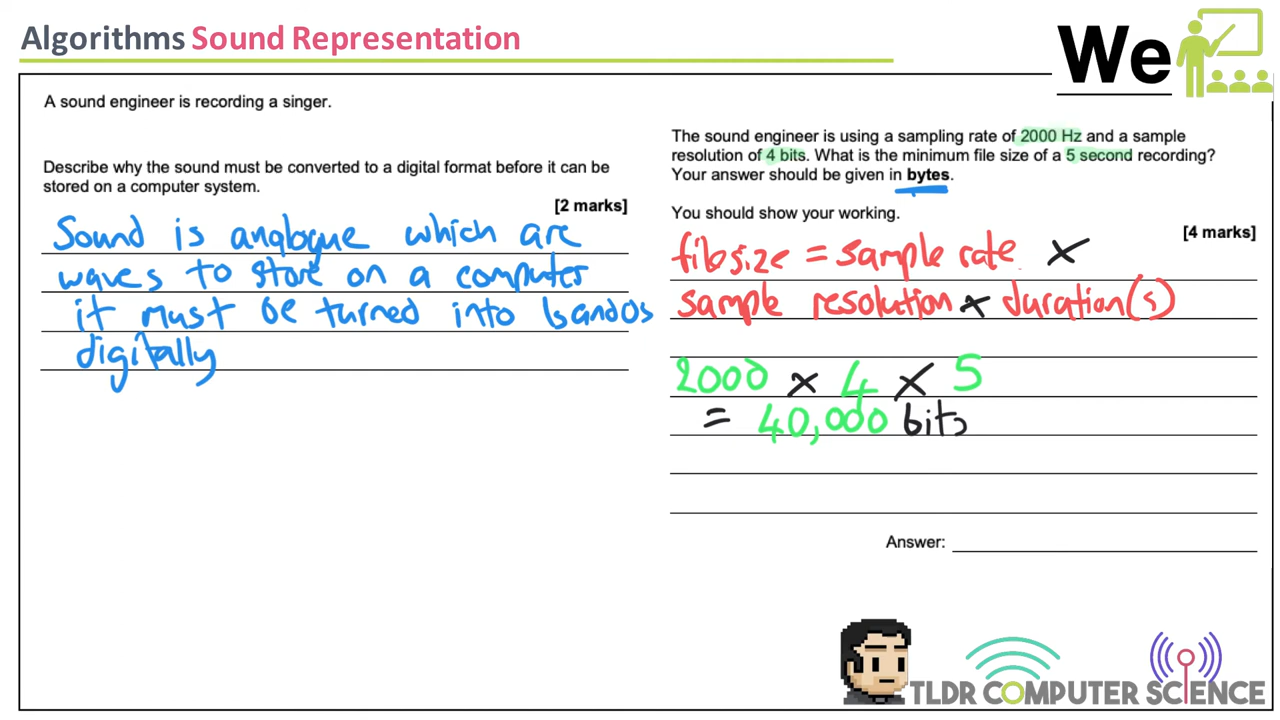 Algorithms Sound Representation
We
A sound engineer is recording a singer.
Describe why the sound must be converted to a digital format before it can be
stored on a computer system.
[2 marks]
Sound is analogue which are
waves to store on a computer
it must be turned into 1sand0s
digitally
The sound engineer is using a sampling rate of 2000 Hz and a sample
resolution of 4 bits. What is the minimum file size of a 5 second recording?
Your answer should be given in bytes.
You should show your working.
[4 marks]
filesize = sample rate ×
sample resolution × duration(s)
2000 × 4 × 5
= 40,000 bits
Answer:
TLDR COMPUTER SCIENCE